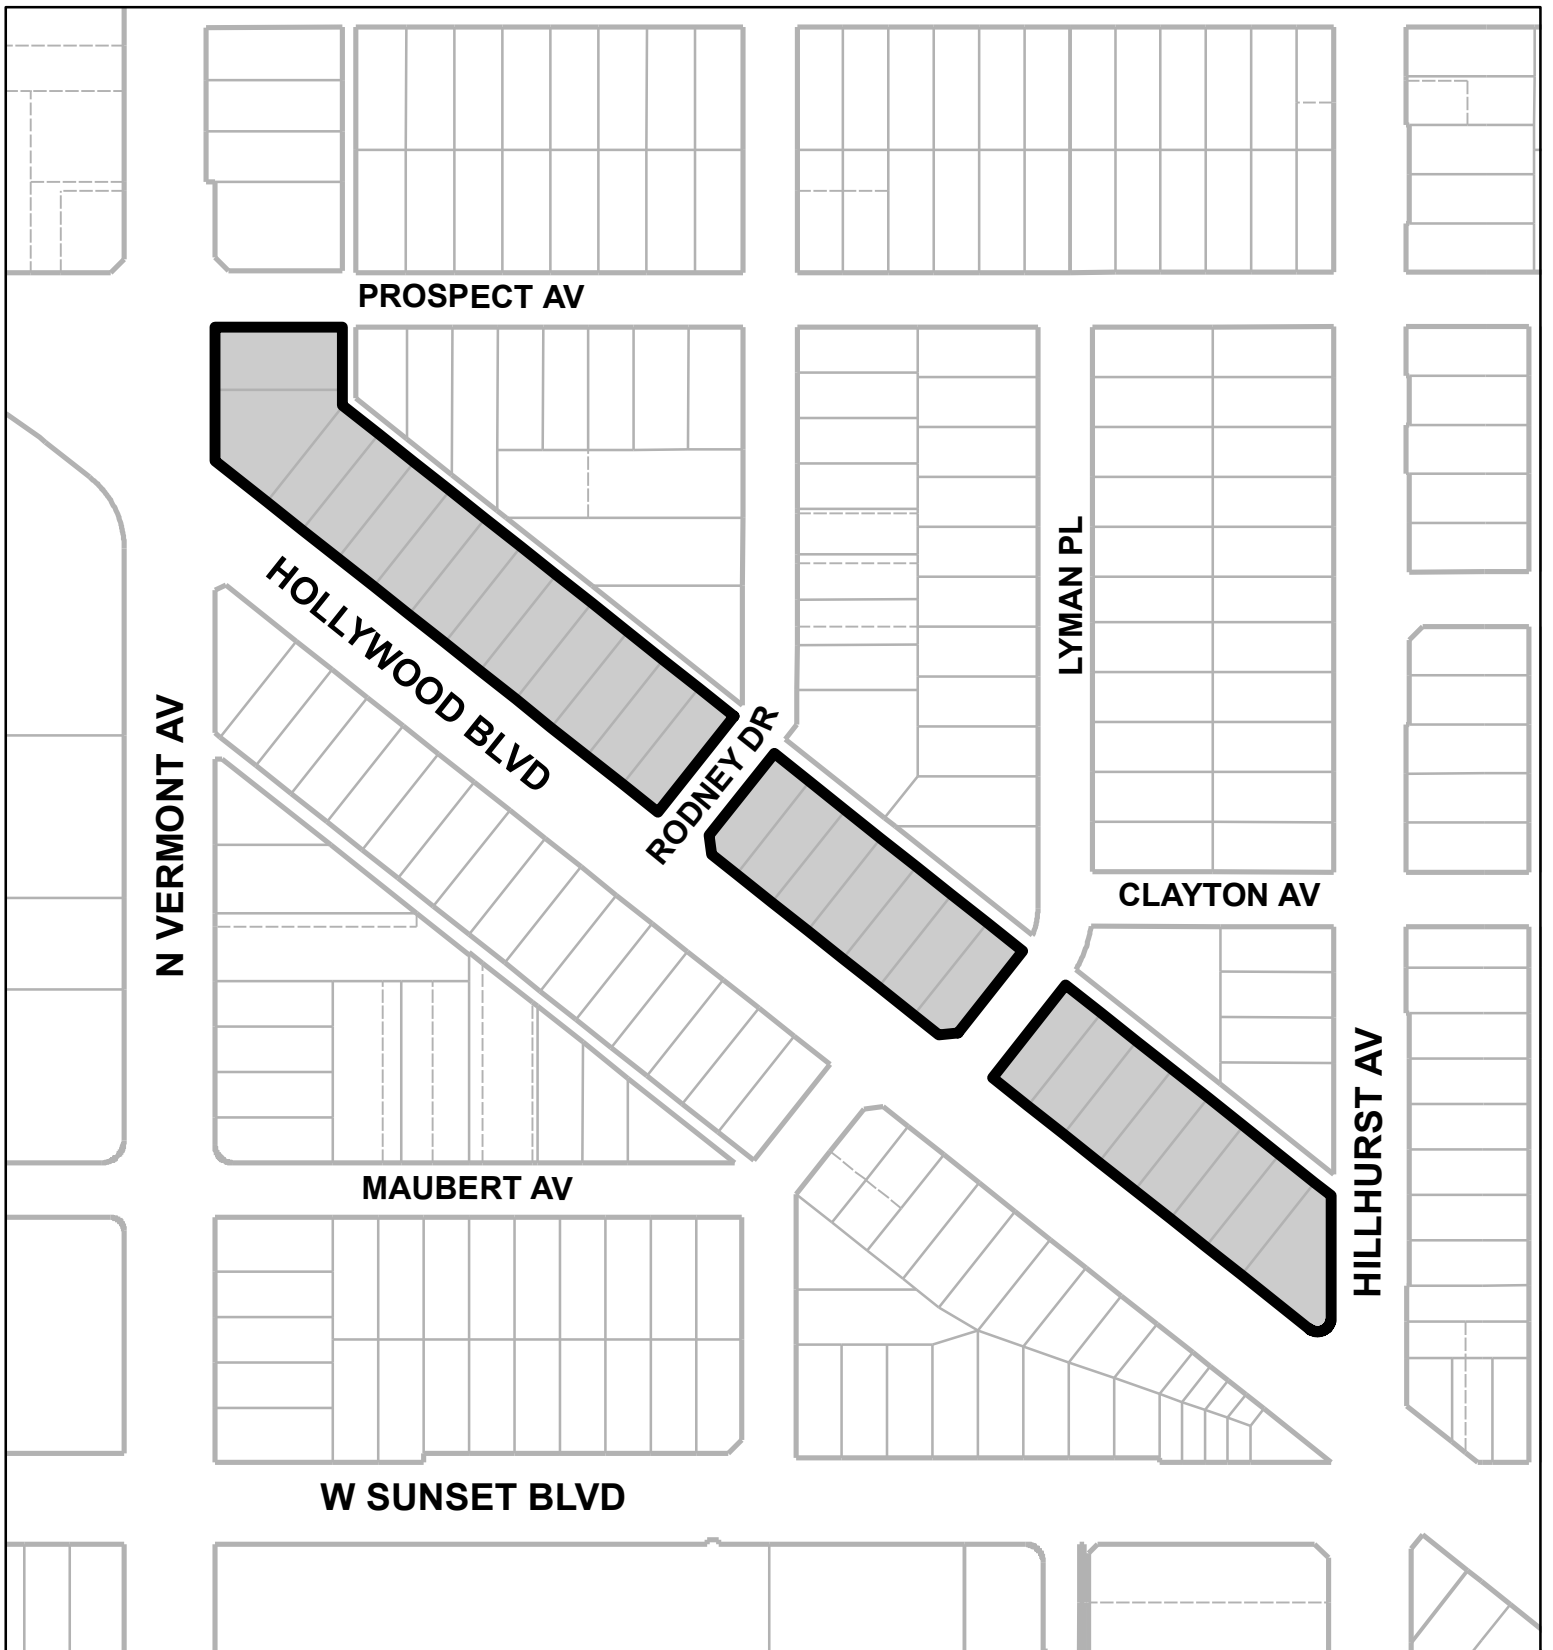 PROSPECT AV
HOLLYWOOD BLVD
LYMAN PL
N VERMONT AV
RODNEY DR
CLAYTON AV
HILLHURST AV
MAUBERT AV
W SUNSET BLVD